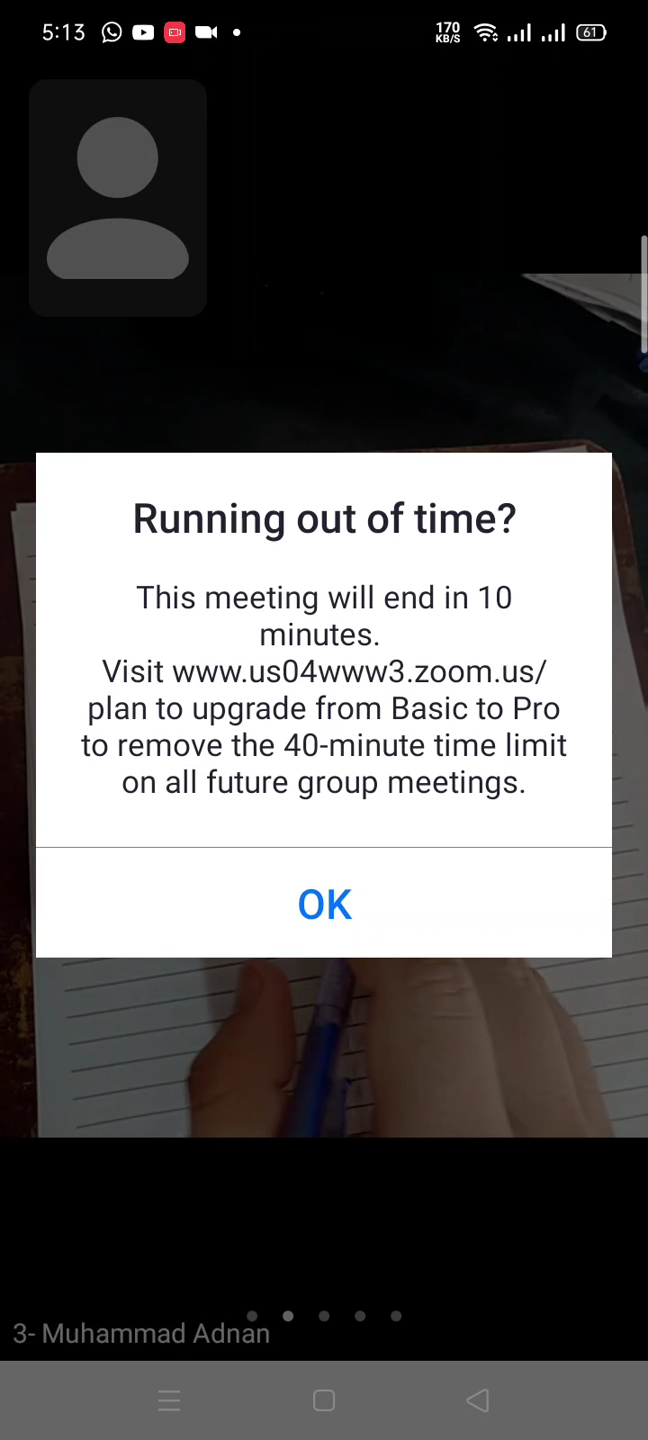 5:13
170
KB/S
61
Running out of time?
This meeting will end in 10
minutes.
Visit www.us04www3.zoom.us/
plan to upgrade from Basic to Pro
to remove the 40-minute time limit
on all future group meetings.
OK
3- Muhammad Adnan